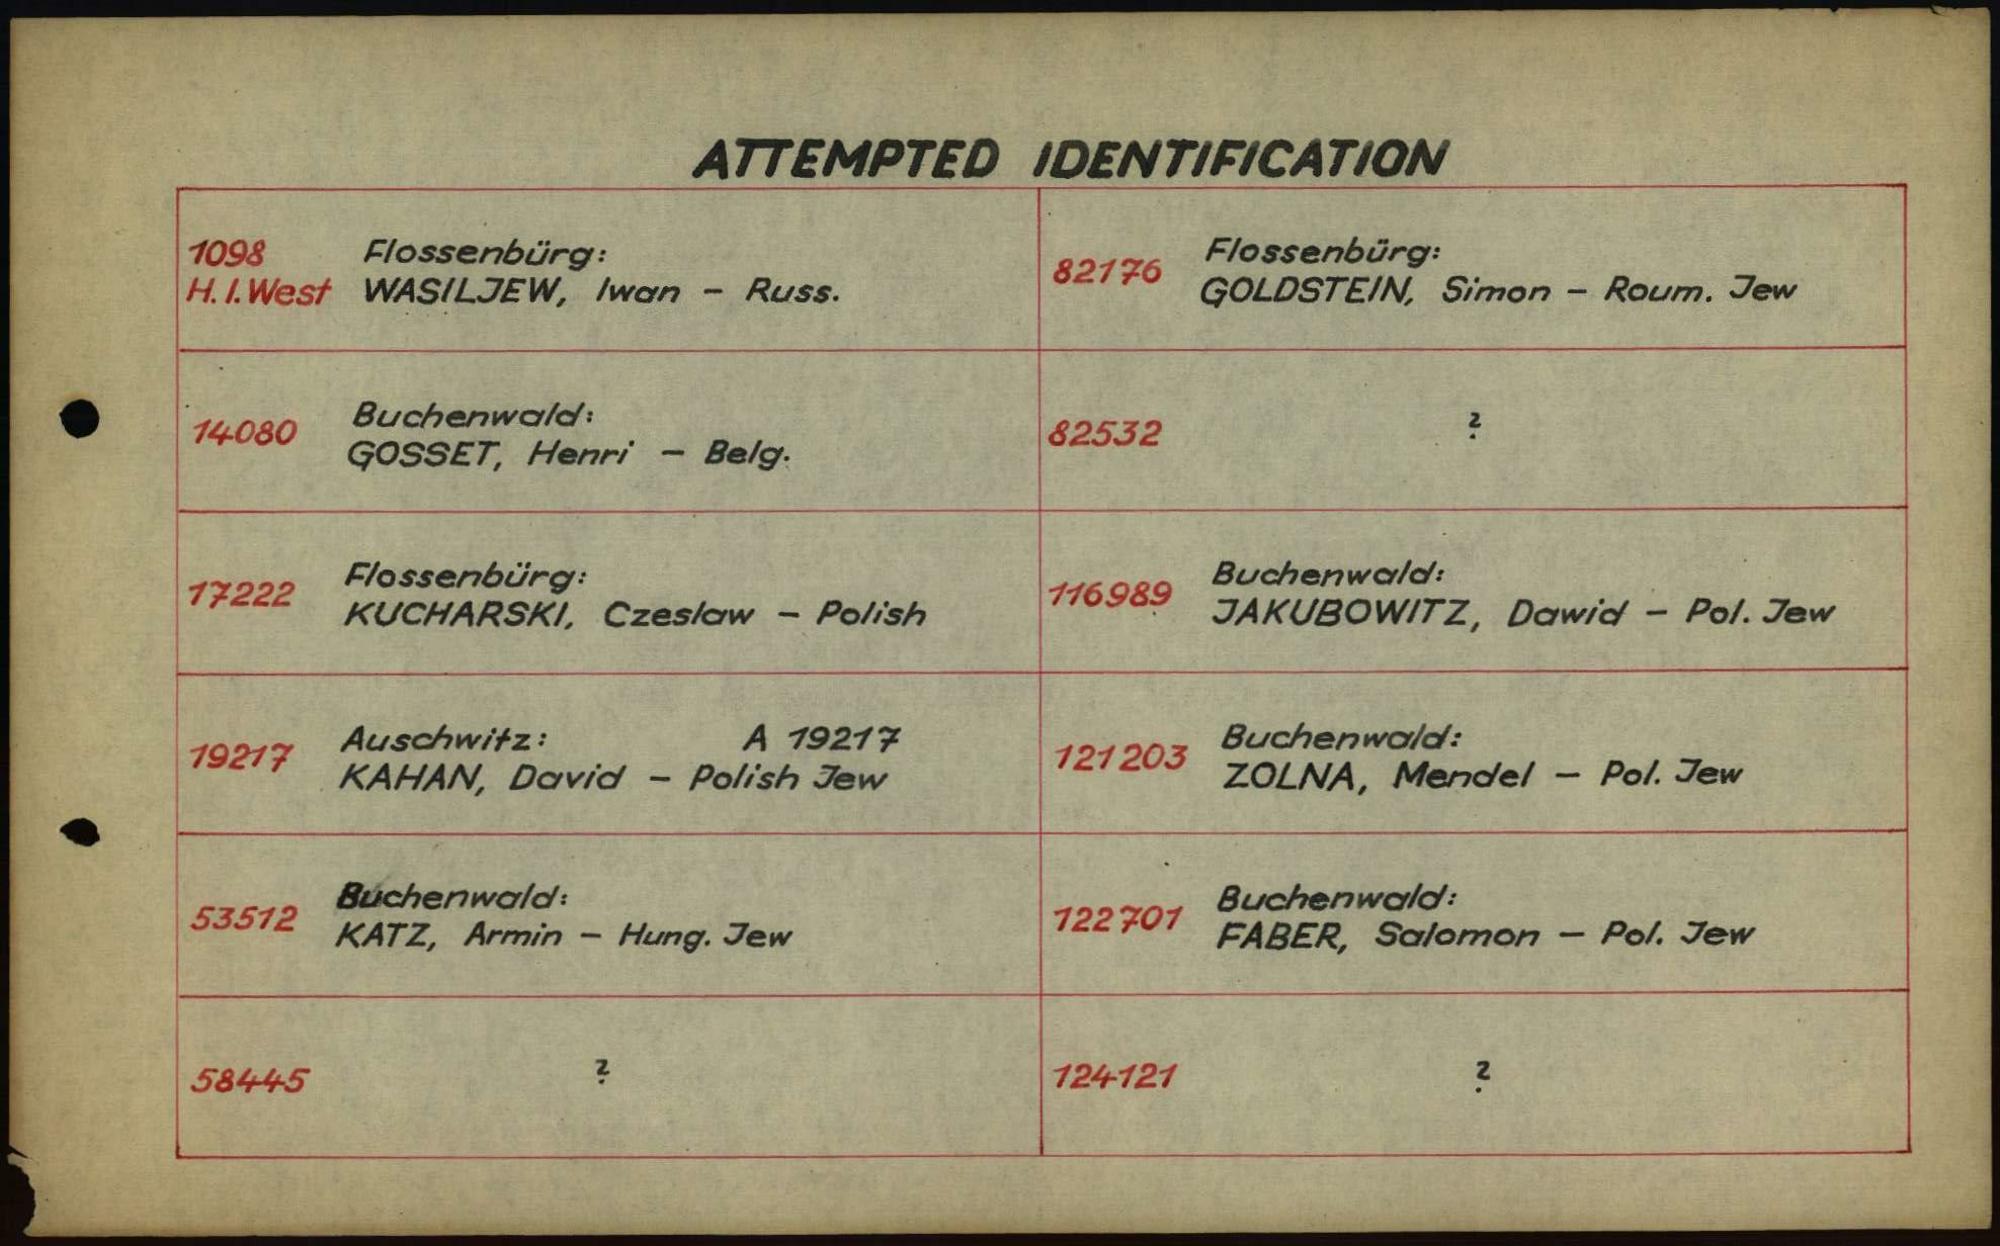 ATTEMPTED IDENTIFICATION
1098 Flossenbürg:
H.I.West WASILJEW, Iwan – Russ.
82176 Flossenbürg:
GOLDSTEIN, Simon – Roum. Jew
14080 Buchenwald:
GOSSET, Henri – Belg.
82532 ?
17222 Flossenbürg:
KUCHARSKI, Czeslaw – Polish
116989 Buchenwald:
JAKUBOWITZ, Dawid – Pol. Jew
19217 Auschwitz: A 19217
KAHAN, David – Polish Jew
121203 Buchenwald:
ZOLNA, Mendel – Pol. Jew
53512 Buchenwald:
KATZ, Armin – Hung. Jew
122701 Buchenwald:
FABER, Salomon – Pol. Jew
58445 ?
124121 ?